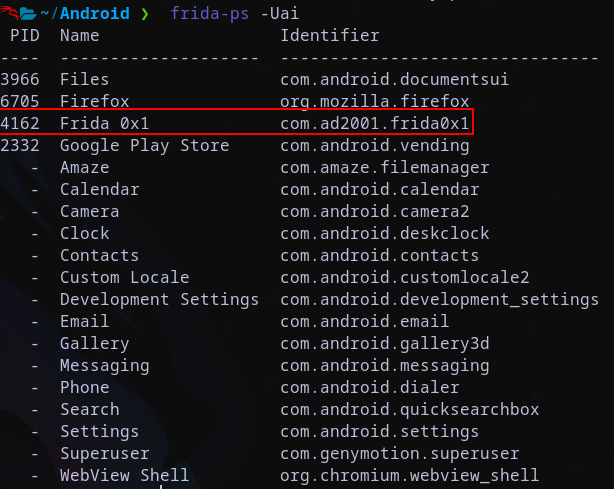 ~/Android ❯ frida-ps -Uai
PID Name Identifier
---- -------------------- --------------------------------
3966 Files com.android.documentsui
6705 Firefox org.mozilla.firefox
4162 Frida 0x1 com.ad2001.frida0x1
2332 Google Play Store com.android.vending
- Amaze com.amaze.filemanager
- Calendar com.android.calendar
- Camera com.android.camera2
- Clock com.android.deskclock
- Contacts com.android.contacts
- Custom Locale com.android.customlocale2
- Development Settings com.android.development_settings
- Email com.android.email
- Gallery com.android.gallery3d
- Messaging com.android.messaging
- Phone com.android.dialer
- Search com.android.quicksearchbox
- Settings com.android.settings
- Superuser com.genymotion.superuser
- WebView Shell org.chromium.webview_shell